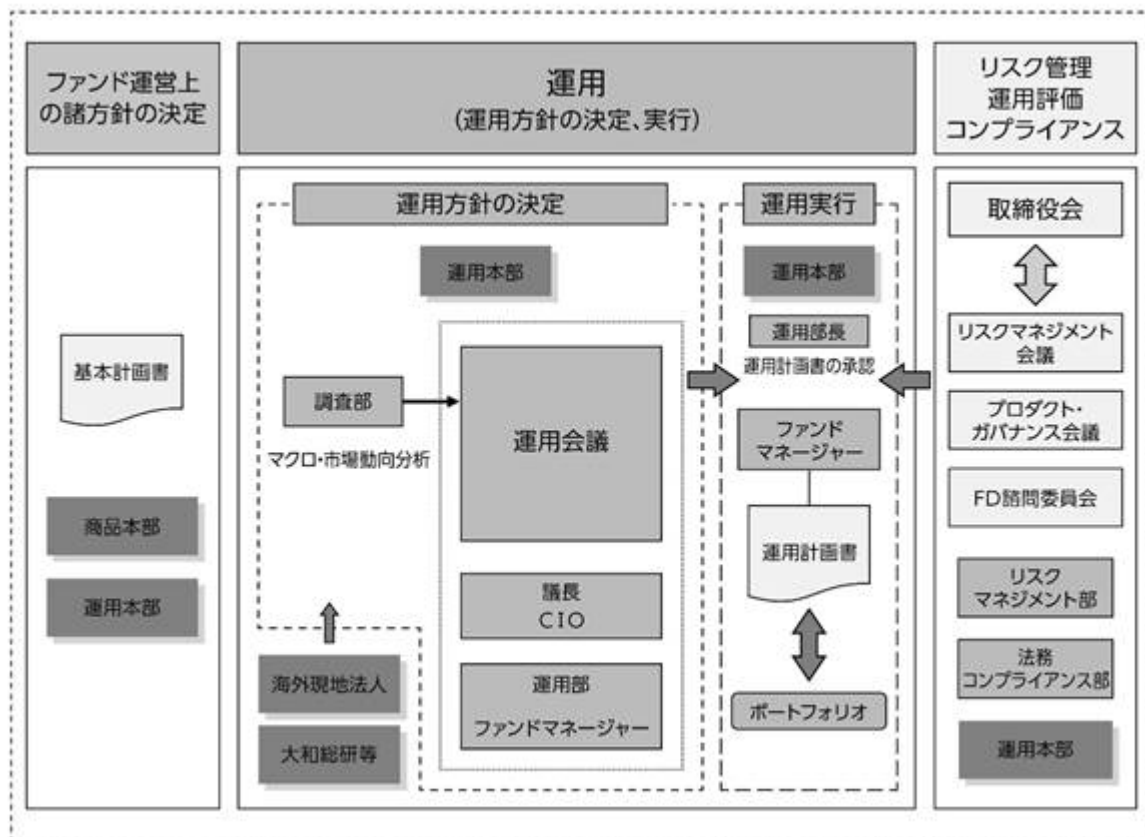 ファンド運営上
の諸方針の決定
運用
(運用方針の決定、実行)
リスク管理
運用評価
コンプライアンス
基本計画書
商品本部
運用本部
運用方針の決定
運用本部
調査部
マクロ・市場動向分析
運用会議
議長
CIO
運用部
ファンドマネージャー
海外現地法人
大和総研等
運用実行
運用本部
運用部長
運用計画書の承認
ファンド
マネージャー
運用計画書
ポートフォリオ
取締役会
リスクマネジメント
会議
プロダクト・
ガバナンス会議
FD諮問委員会
リスク
マネジメント部
法務
コンプライアンス部
運用本部